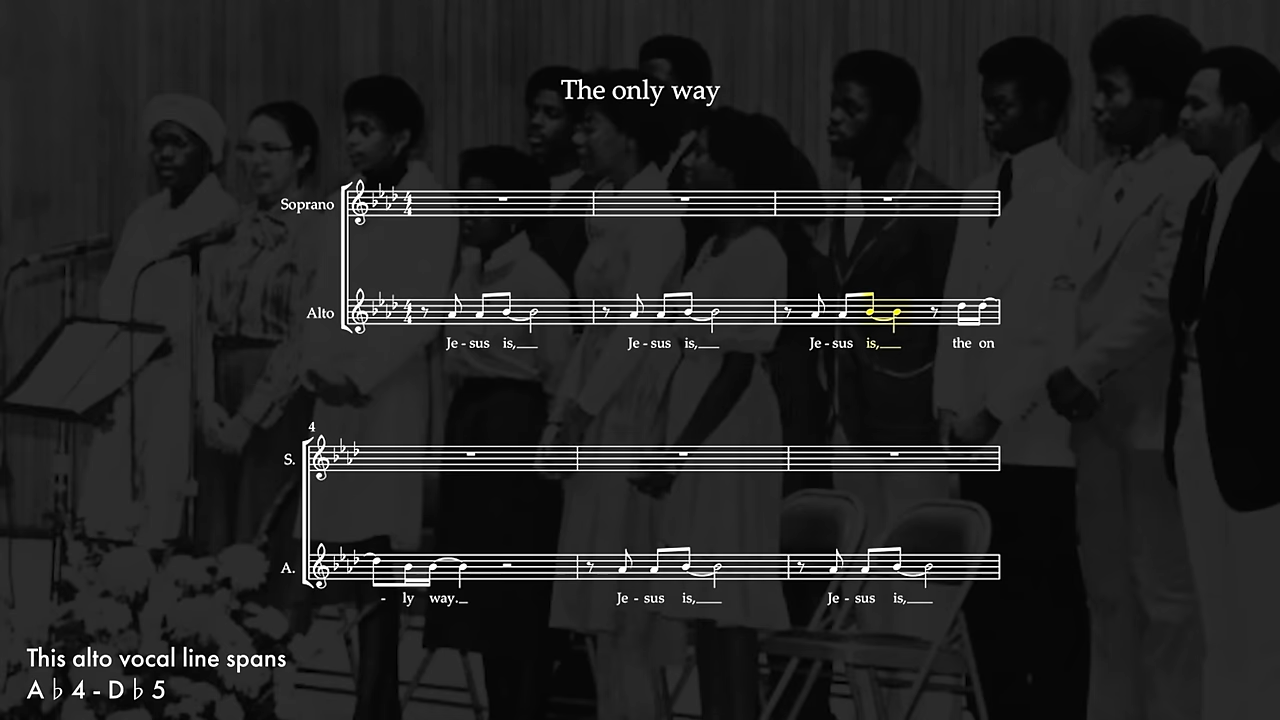 The only way
Soprano
Alto
Je - sus is, Je - sus is, Je - sus is, the on
4
S.
A.
- ly way. Je - sus is, Je - sus is,
This alto vocal line spans
A♭4 - D♭5